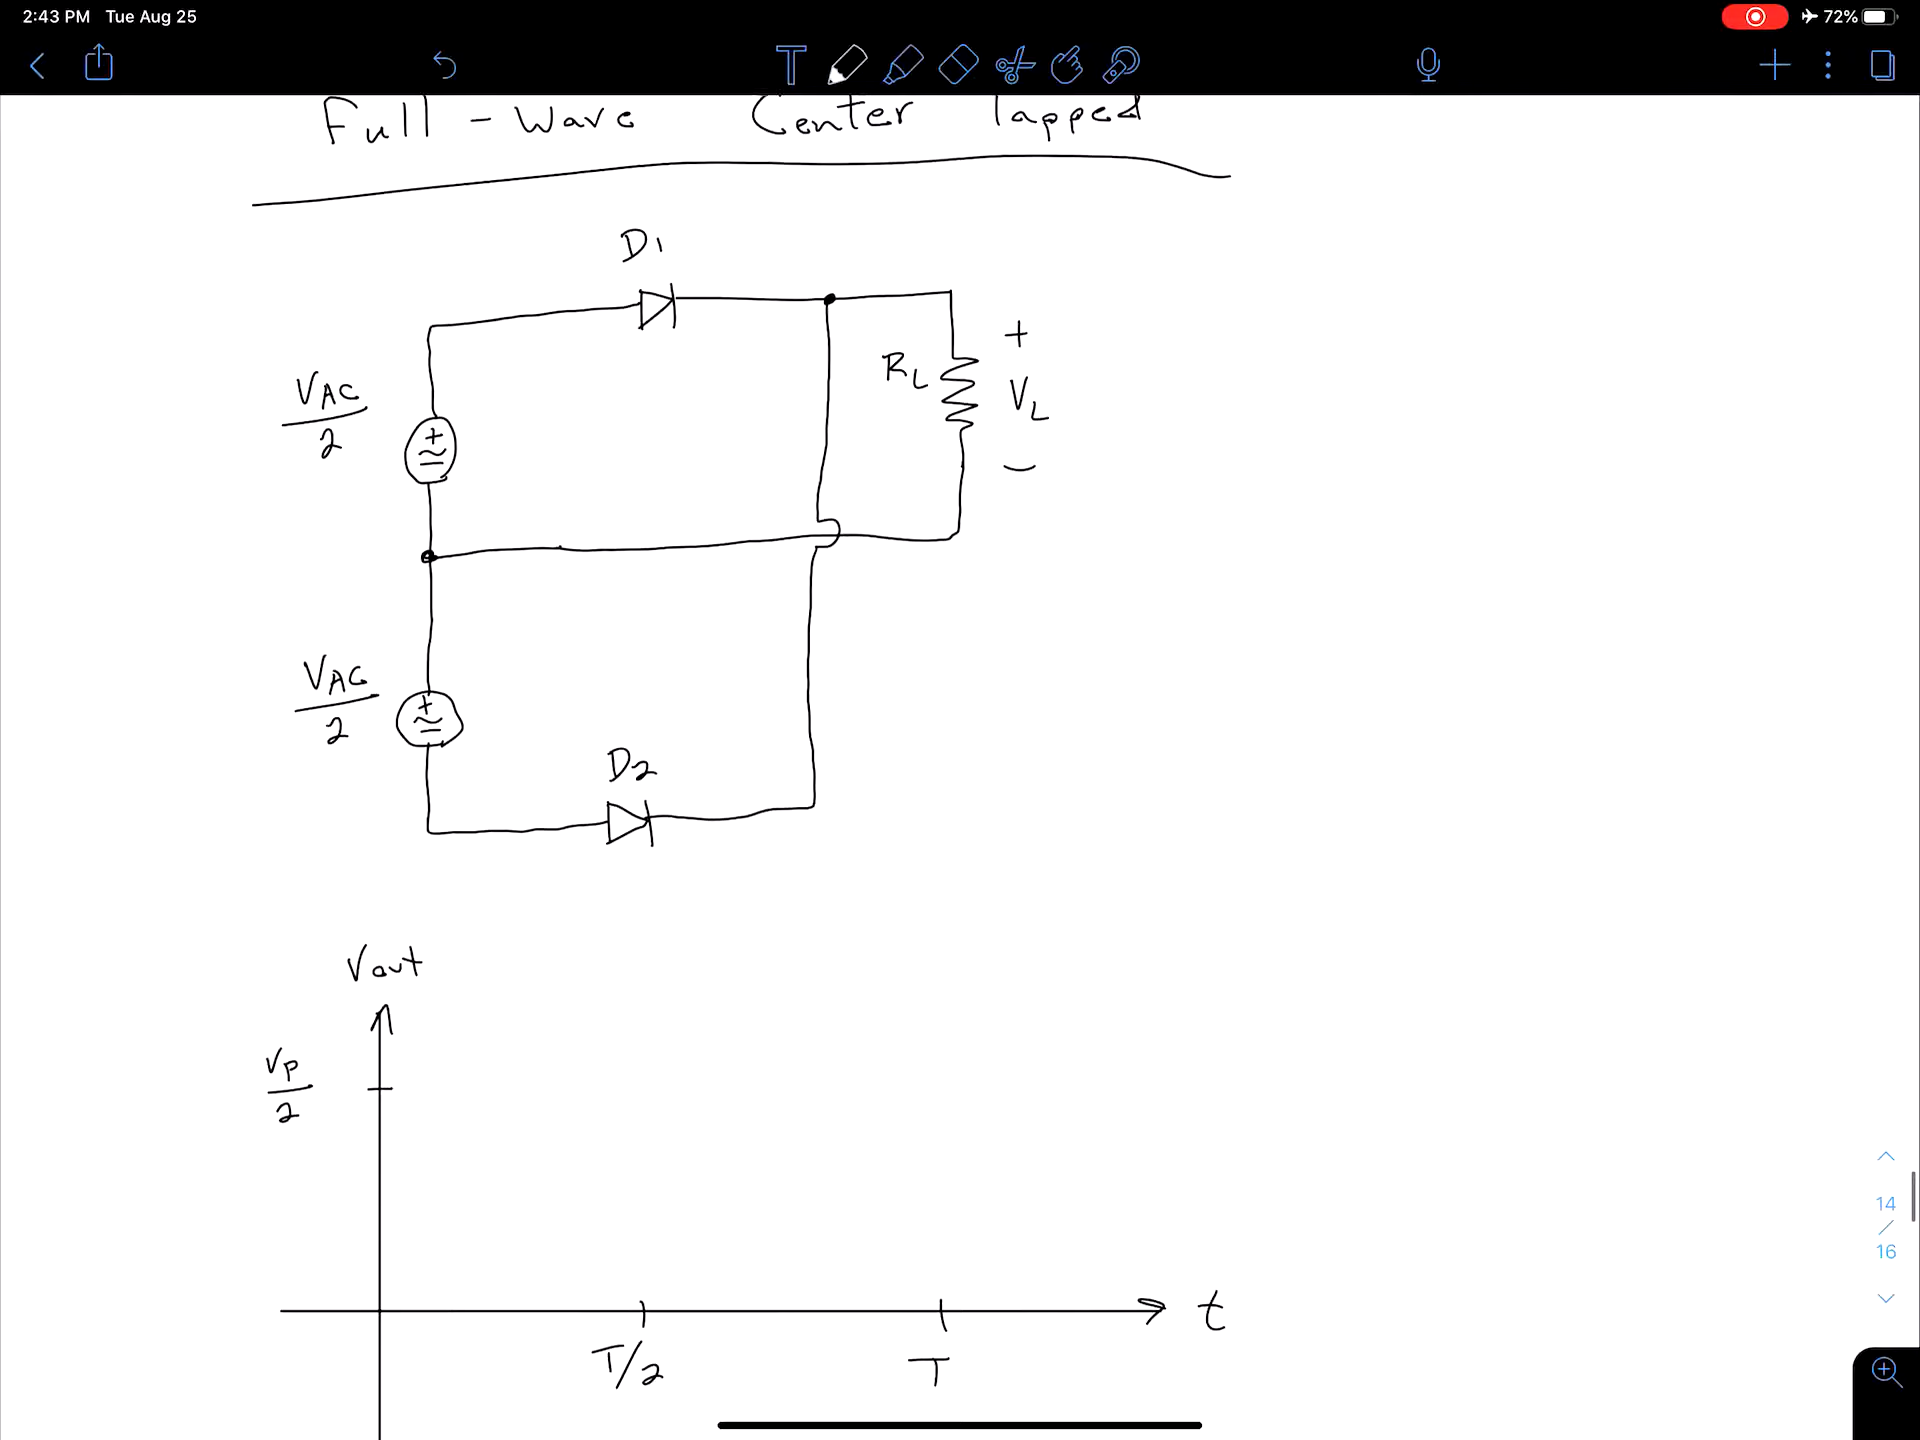 2:43 PM Tue Aug 25
72%
Full - Wave Center Tapped
D1
+
RL
VL
−
VAC
2
+
VAC
2
+
D2
Vout
Vp
2
t
T/2
T
14
/
16